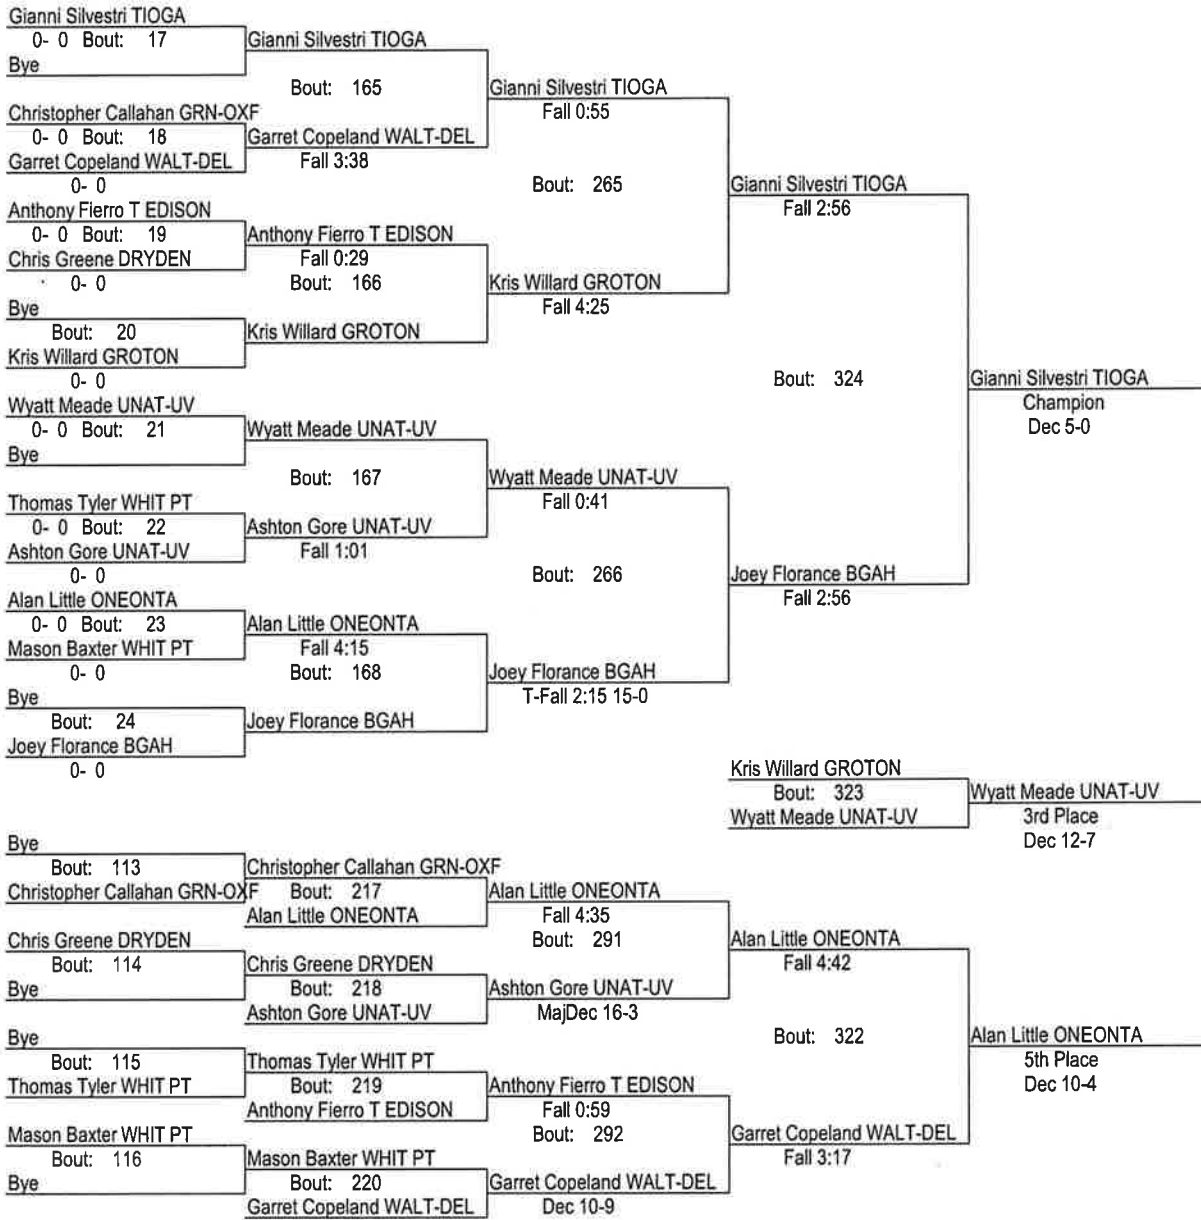 Gianni Silvestri TIOGA
0- 0 Bout: 17
Bye
Gianni Silvestri TIOGA
Bout: 165
Christopher Callahan GRN-OXF
0- 0 Bout: 18
Garret Copeland WALT-DEL
0- 0
Garret Copeland WALT-DEL
Fall 3:38
Gianni Silvestri TIOGA
Fall 0:55
Bout: 265
Anthony Fierro T EDISON
0- 0 Bout: 19
Chris Greene DRYDEN
0- 0
Anthony Fierro T EDISON
Fall 0:29
Bout: 166
Bye
Bout: 20
Kris Willard GROTON
0- 0
Kris Willard GROTON
Kris Willard GROTON
Fall 4:25
Gianni Silvestri TIOGA
Fall 2:56
Bout: 324
Wyatt Meade UNAT-UV
0- 0 Bout: 21
Bye
Wyatt Meade UNAT-UV
Bout: 167
Thomas Tyler WHIT PT
0- 0 Bout: 22
Ashton Gore UNAT-UV
0- 0
Ashton Gore UNAT-UV
Fall 1:01
Wyatt Meade UNAT-UV
Fall 0:41
Bout: 266
Alan Little ONEONTA
0- 0 Bout: 23
Mason Baxter WHIT PT
0- 0
Alan Little ONEONTA
Fall 4:15
Bout: 168
Bye
Bout: 24
Joey Florance BGAH
0- 0
Joey Florance BGAH
Joey Florance BGAH
T-Fall 2:15 15-0
Joey Florance BGAH
Fall 2:56
Gianni Silvestri TIOGA
Champion
Dec 5-0
Kris Willard GROTON
Bout: 323
Wyatt Meade UNAT-UV
Wyatt Meade UNAT-UV
3rd Place
Dec 12-7
Bye
Bout: 113
Christopher Callahan GRN-OXF
Christopher Callahan GRN-OXF
Bout: 217
Alan Little ONEONTA
Alan Little ONEONTA
Fall 4:35
Bout: 291
Chris Greene DRYDEN
Bout: 114
Bye
Chris Greene DRYDEN
Bout: 218
Ashton Gore UNAT-UV
Ashton Gore UNAT-UV
MajDec 16-3
Alan Little ONEONTA
Fall 4:42
Bout: 322
Bye
Bout: 115
Thomas Tyler WHIT PT
Thomas Tyler WHIT PT
Bout: 219
Anthony Fierro T EDISON
Anthony Fierro T EDISON
Fall 0:59
Bout: 292
Mason Baxter WHIT PT
Bout: 116
Bye
Mason Baxter WHIT PT
Bout: 220
Garret Copeland WALT-DEL
Garret Copeland WALT-DEL
Dec 10-9
Garret Copeland WALT-DEL
Fall 3:17
Alan Little ONEONTA
5th Place
Dec 10-4